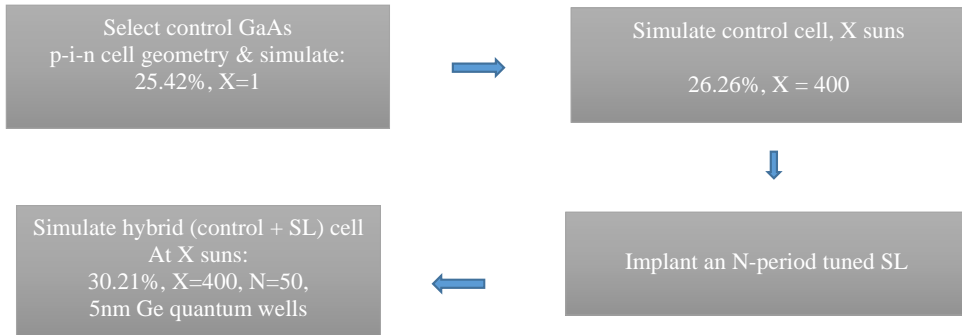 Select control GaAs
p-i-n cell geometry & simulate:
25.42%, X=1
Simulate control cell, X suns
26.26%, X = 400
Implant an N-period tuned SL
Simulate hybrid (control + SL) cell
At X suns:
30.21%, X=400, N=50,
5nm Ge quantum wells